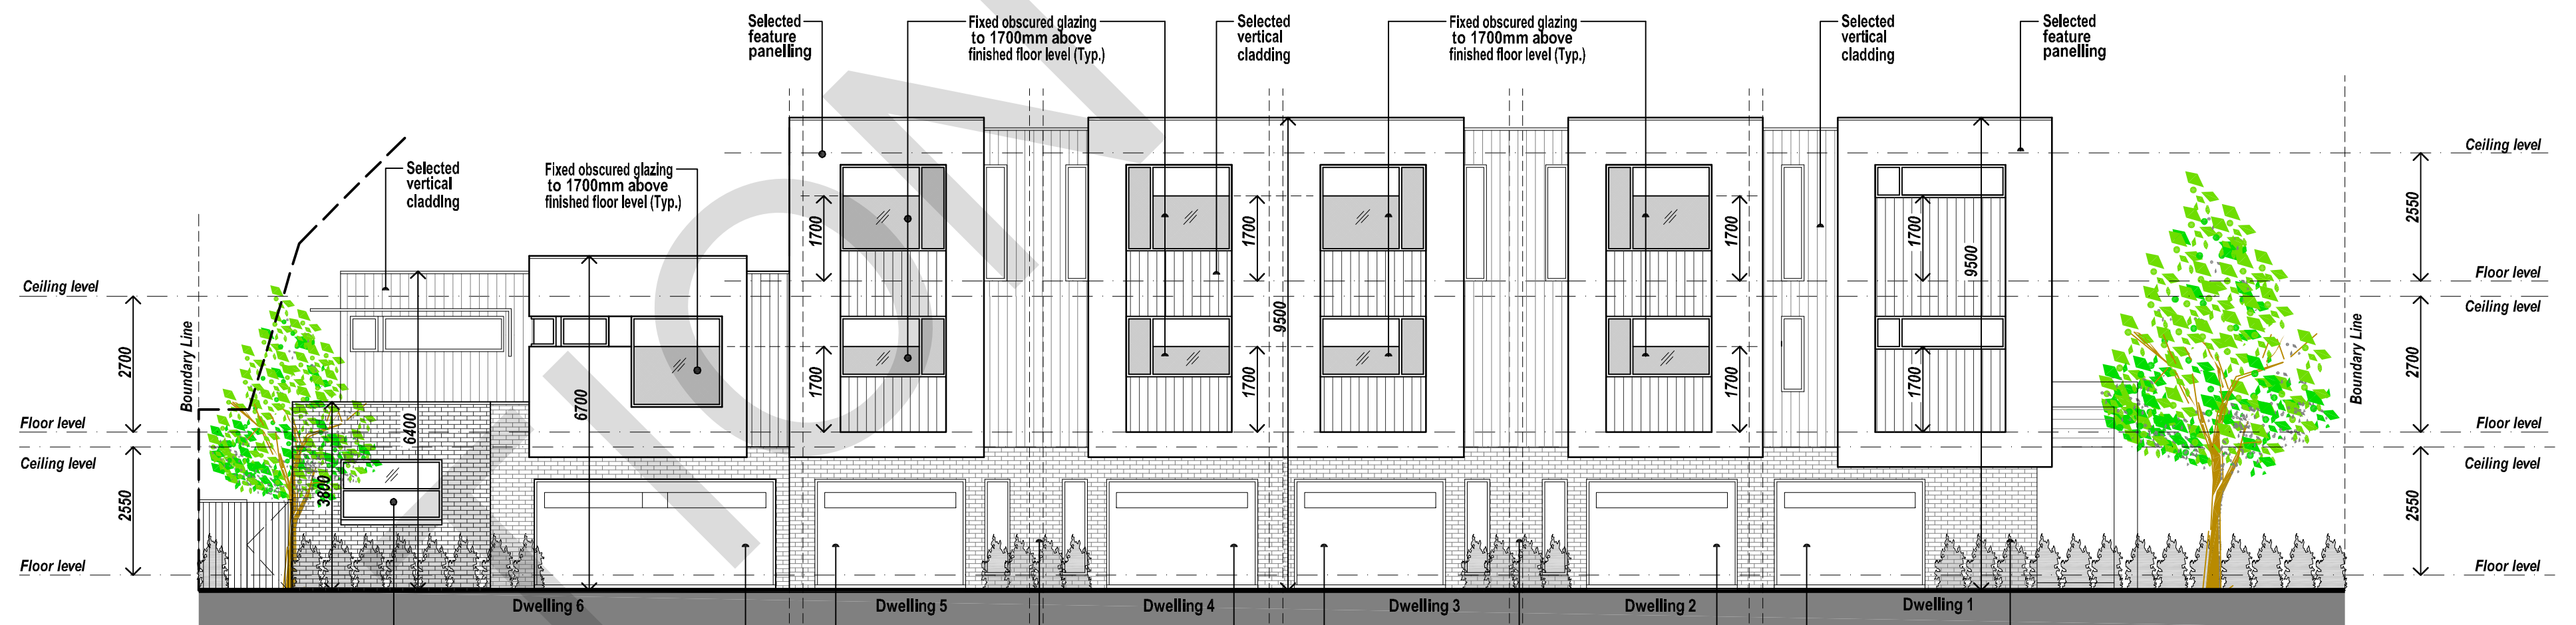 Selected
feature
panelling
Fixed obscured glazing
to 1700mm above
finished floor level (Typ.)
Selected
vertical
cladding
Fixed obscured glazing
to 1700mm above
finished floor level (Typ.)
Selected
vertical
cladding
Selected
feature
panelling
Selected
vertical
cladding
Fixed obscured glazing
to 1700mm above
finished floor level (Typ.)
Ceiling level
2550
Floor level
Ceiling level
2700
Floor level
Ceiling level
2550
Floor level
Ceiling level
2700
Floor level
Ceiling level
2550
Floor level
Boundary Line
Boundary Line
3800
6400
6700
1700
1700
1700
1700
9500
1700
1700
1700
1700
9500
Dwelling 6
Dwelling 5
Dwelling 4
Dwelling 3
Dwelling 2
Dwelling 1
TION